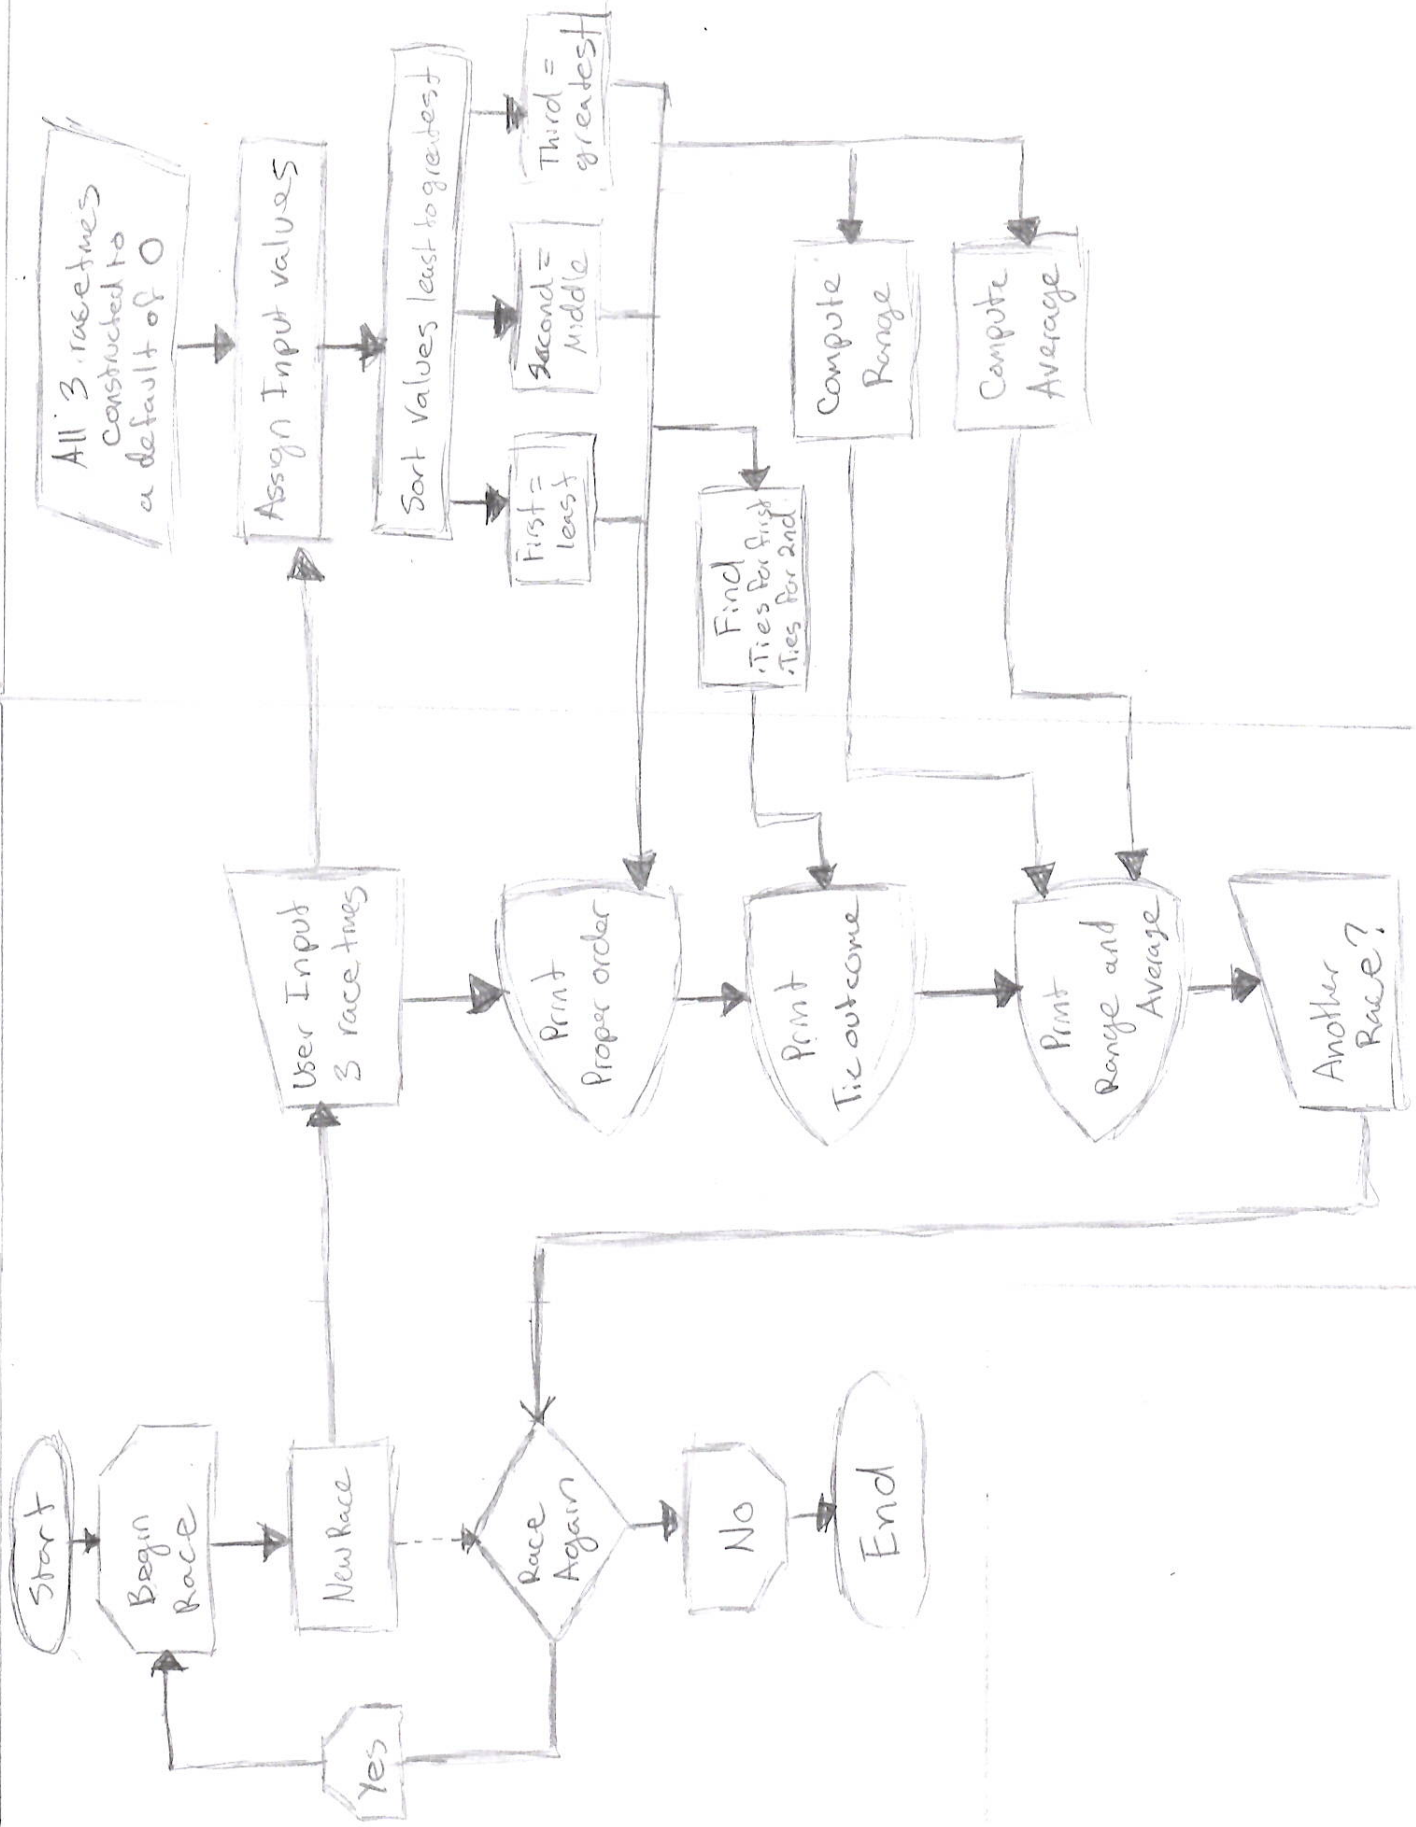 Start
Begin
Race
New Race
Race
Again
Yes
No
End
User Input
3 race times
Print
Proper order
Print
Tie outcome
Print
Range and
Average
Another
Race?
All 3 racetimes
constructed to
a default of 0
Assign Input values
Sort Values least to greatest
First =
least
Second =
Middle
Third =
greatest
Find
·Ties for first
·Ties for 2nd
Compute
Range
Compute
Average